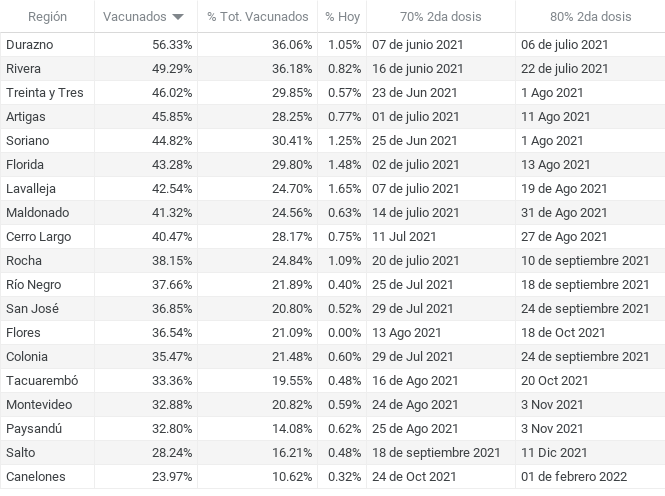 Región Vacunados % Tot. Vacunados % Hoy 70% 2da dosis 80% 2da dosis
Durazno 56.33% 36.06% 1.05% 07 de junio 2021 06 de julio 2021
Rivera 49.29% 36.18% 0.82% 16 de junio 2021 22 de julio 2021
Treinta y Tres 46.02% 29.85% 0.57% 23 de Jun 2021 1 Ago 2021
Artigas 45.85% 28.25% 0.77% 01 de julio 2021 11 Ago 2021
Soriano 44.82% 30.41% 1.25% 25 de Jun 2021 1 Ago 2021
Florida 43.28% 29.80% 1.48% 02 de julio 2021 13 Ago 2021
Lavalleja 42.54% 24.70% 1.65% 07 de julio 2021 19 de Ago 2021
Maldonado 41.32% 24.56% 0.63% 14 de julio 2021 31 de Ago 2021
Cerro Largo 40.47% 28.17% 0.75% 11 Jul 2021 27 de Ago 2021
Rocha 38.15% 24.84% 1.09% 20 de julio 2021 10 de septiembre 2021
Río Negro 37.66% 21.89% 0.40% 25 de Jul 2021 18 de septiembre 2021
San José 36.85% 20.80% 0.52% 29 de Jul 2021 24 de septiembre 2021
Flores 36.54% 21.09% 0.00% 13 Ago 2021 18 de Oct 2021
Colonia 35.47% 21.48% 0.60% 29 de Jul 2021 24 de septiembre 2021
Tacuarembó 33.36% 19.55% 0.48% 16 de Ago 2021 20 Oct 2021
Montevideo 32.88% 20.82% 0.59% 24 de Ago 2021 3 Nov 2021
Paysandú 32.80% 14.08% 0.62% 25 de Ago 2021 3 Nov 2021
Salto 28.24% 16.21% 0.48% 18 de septiembre 2021 11 Dic 2021
Canelones 23.97% 10.62% 0.32% 24 de Oct 2021 01 de febrero 2022